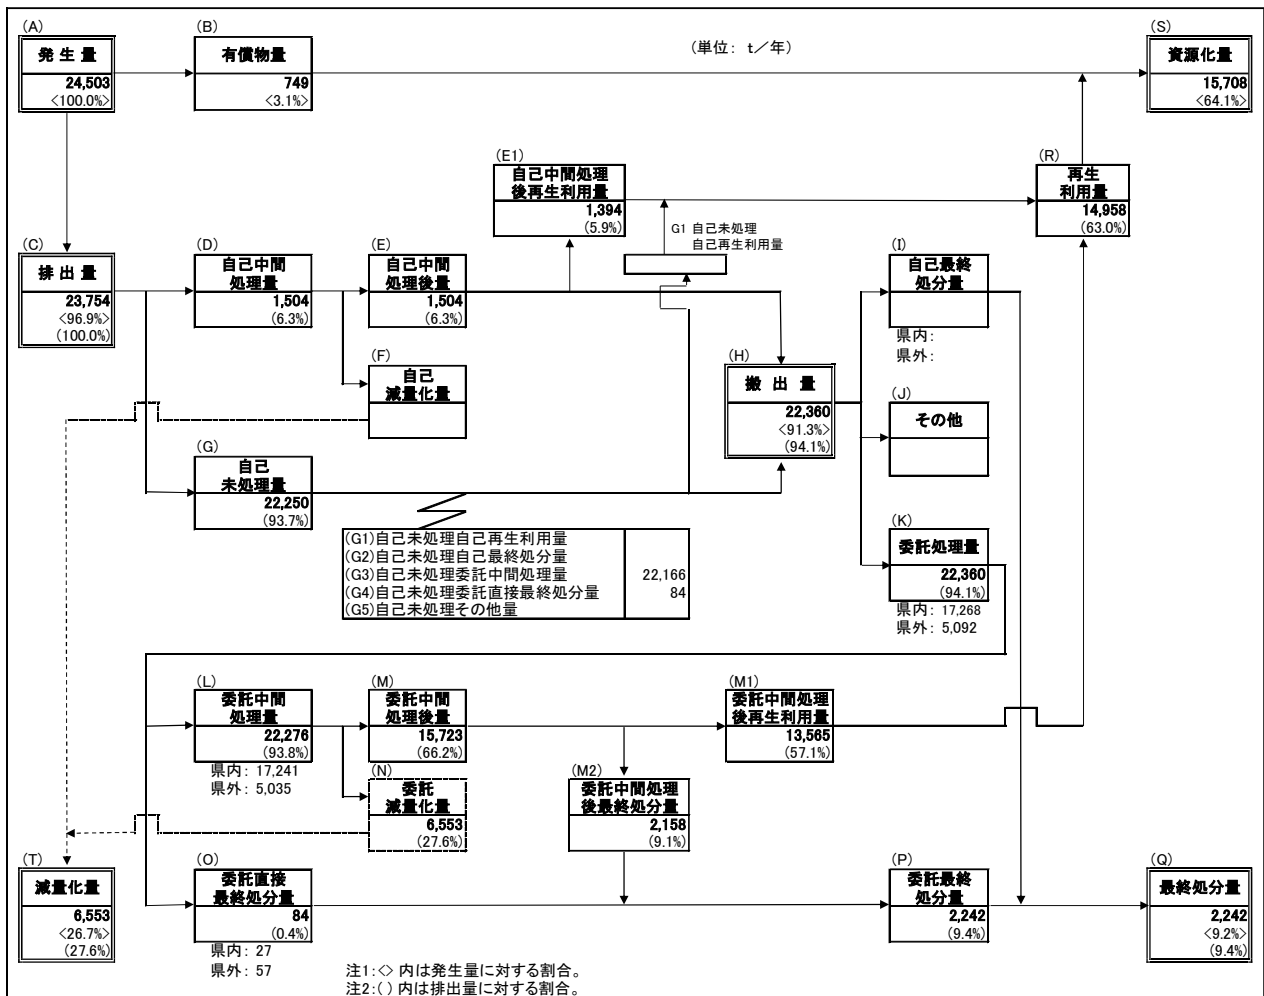 (A)
発 生 量
24,503
<100.0%>
(B)
有償物量
749
<3.1%>
(単位： t／年)
(S)
資源化量
15,708
<64.1%>
(E1)
自己中間処理
後再生利用量
1,394
(5.9%)
G1 自己未処理
自己再生利用量
(R)
再生
利用量
14,958
(63.0%)
(C)
排 出 量
23,754
<96.9%>
(100.0%)
(D)
自己中間
処理量
1,504
(6.3%)
(E)
自己中間
処理後量
1,504
(6.3%)
(I)
自己最終
処分量
県内：
県外：
(F)
自己
減量化量
(H)
搬 出 量
22,360
<91.3%>
(94.1%)
(J)
その他
(G)
自己
未処理量
22,250
(93.7%)
(G1)自己未処理自己再生利用量
(G2)自己未処理自己最終処分量
(G3)自己未処理委託中間処理量 22,166
(G4)自己未処理委託直接最終処分量 84
(G5)自己未処理その他量
(K)
委託処理量
22,360
(94.1%)
県内： 17,268
県外： 5,092
(L)
委託中間
処理量
22,276
(93.8%)
県内： 17,241
県外： 5,035
(M)
委託中間
処理後量
15,723
(66.2%)
(M1)
委託中間処理
後再生利用量
13,565
(57.1%)
(N)
委託
減量化量
6,553
(27.6%)
(M2)
委託中間処理
後最終処分量
2,158
(9.1%)
(T)
減量化量
6,553
<26.7%>
(27.6%)
(O)
委託直接
最終処分量
84
(0.4%)
県内： 27
県外： 57
(P)
委託最終
処分量
2,242
(9.4%)
(Q)
最終処分量
2,242
<9.2%>
(9.4%)
注1：<> 内は発生量に対する割合。
注2：( ) 内は排出量に対する割合。